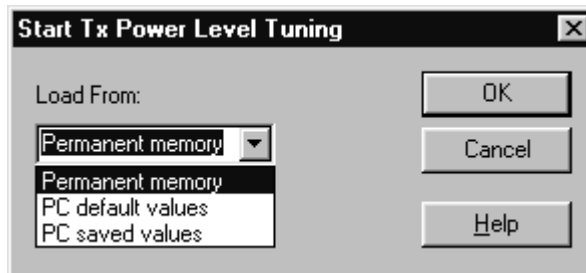 Start Tx Power Level Tuning
Load From:
OK
Permanent memory
Cancel
Permanent memory
PC default values
PC saved values
Help